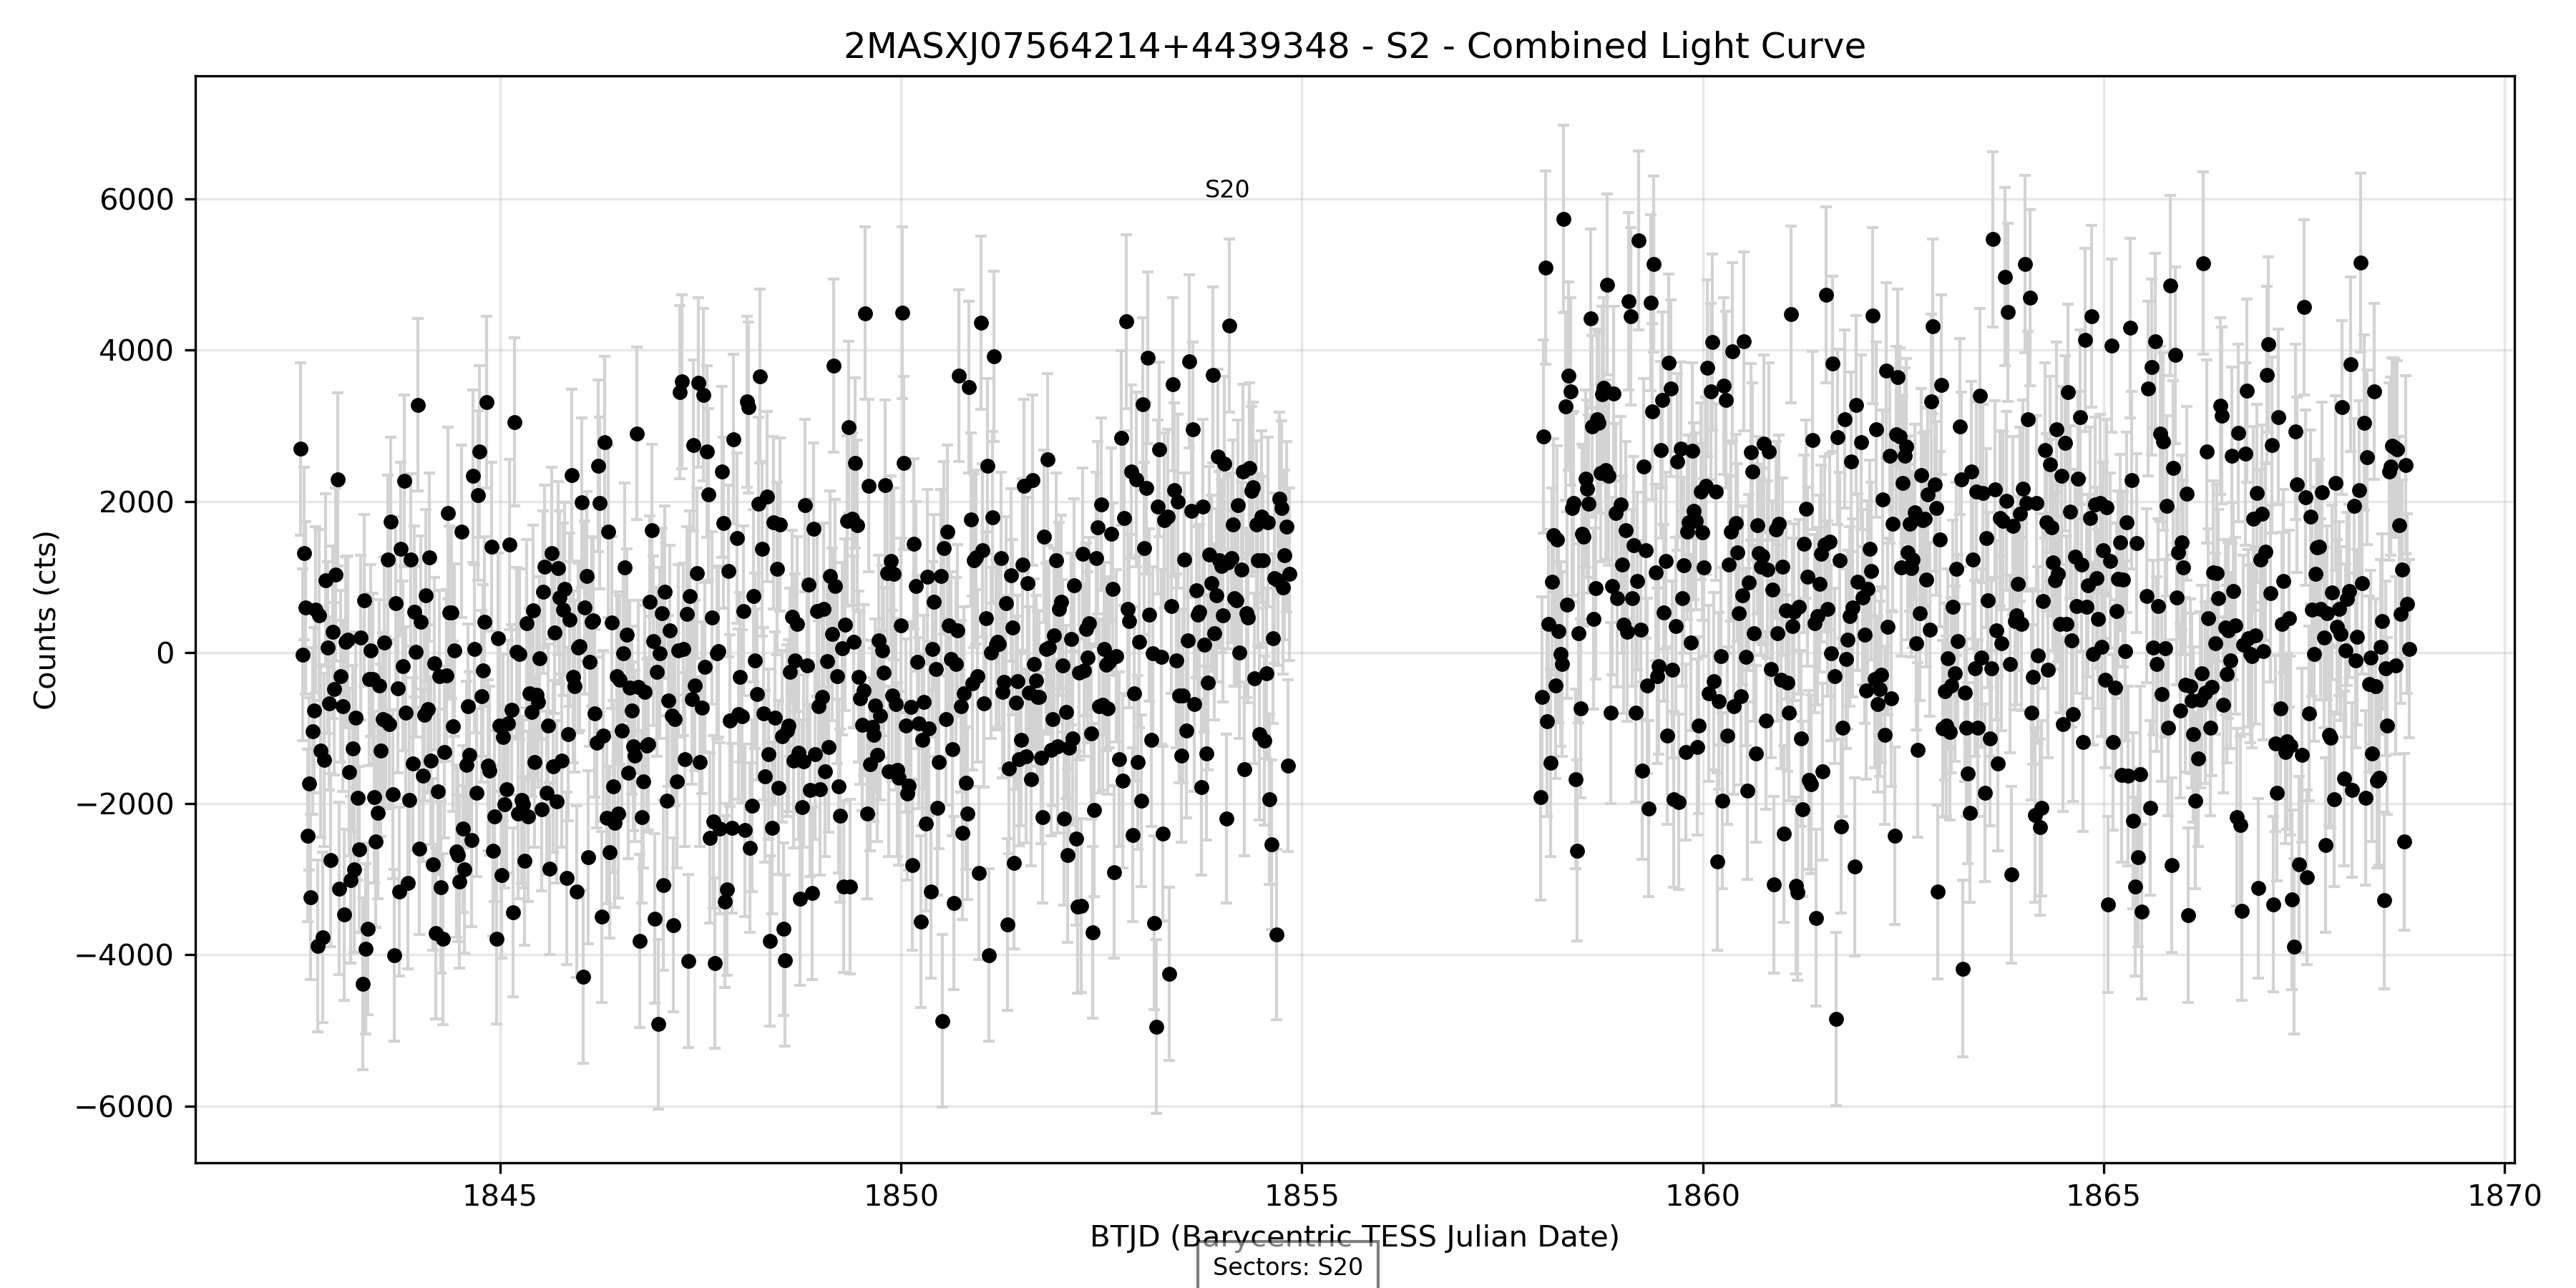 2MASXJ07564214+4439348 - S2 - Combined Light Curve
S20
Counts (cts)
6000
4000
2000
0
−2000
−4000
−6000
1845
1850
1855
1860
1865
1870
BTJD (Barycentric TESS Julian Date)
Sectors: S20